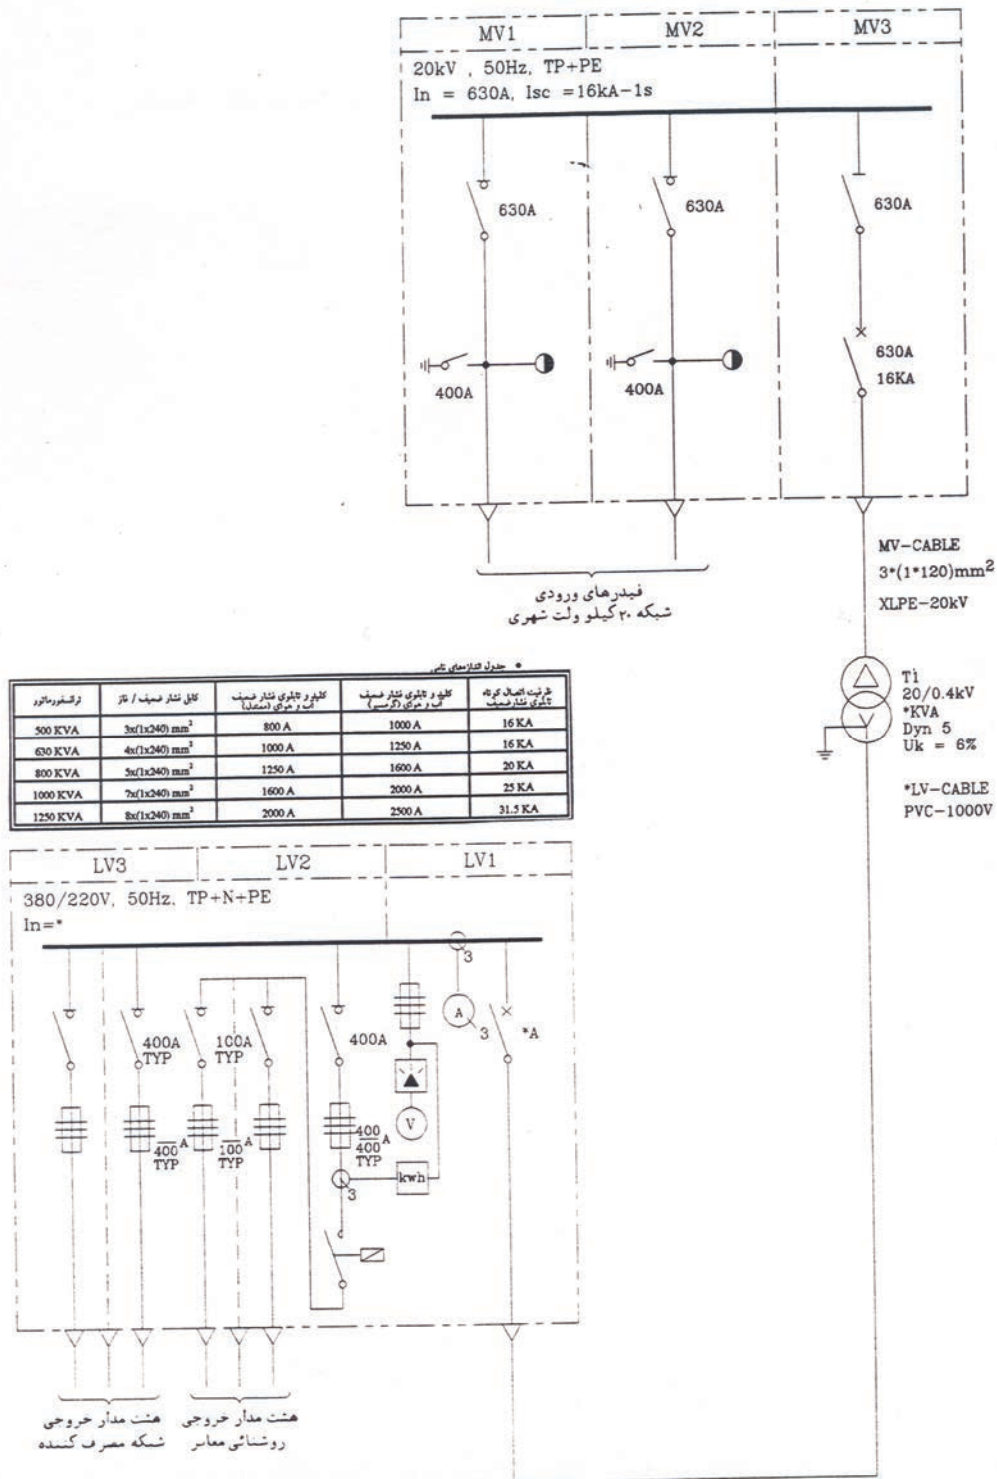 MV1
MV2
MV3
20kV , 50Hz, TP+PE
In = 630A, Isc =16kA-1s
630A
630A
630A
400A
400A
630A
16KA
فیدرهای ورودی
شبکه ۲۰ کیلو ولت شهری
MV-CABLE
3*(1*120)mm²
XLPE-20kV
T1
20/0.4kV
*KVA
Dyn 5
Uk = 6%
*LV-CABLE
PVC-1000V
* جدول اندازه‌های نامی
ترانسفورماتور
کابل فشار ضعیف / فاز
کلید و تابلوی فشار ضعیف
آب و هوای (معتدل)
کلید و تابلوی فشار ضعیف
آب و هوای (گرمسیر)
ظرفیت اتصال کوتاه
تابلوی فشار ضعیف
500 KVA 3x(1x240) mm² 800 A 1000 A 16 KA
630 KVA 4x(1x240) mm² 1000 A 1250 A 16 KA
800 KVA 5x(1x240) mm² 1250 A 1600 A 20 KA
1000 KVA 7x(1x240) mm² 1600 A 2000 A 25 KA
1250 KVA 8x(1x240) mm² 2000 A 2500 A 31.5 KA
LV3
LV2
LV1
380/220V, 50Hz, TP+N+PE
In=*
3
A
3
*A
400A
TYP
100A
TYP
400A
V
400 A
TYP
100 A
TYP
400
400 A
TYP
kwh
3
هشت مدار خروجی
شبکه مصرف کننده
هشت مدار خروجی
روشنائی معابر